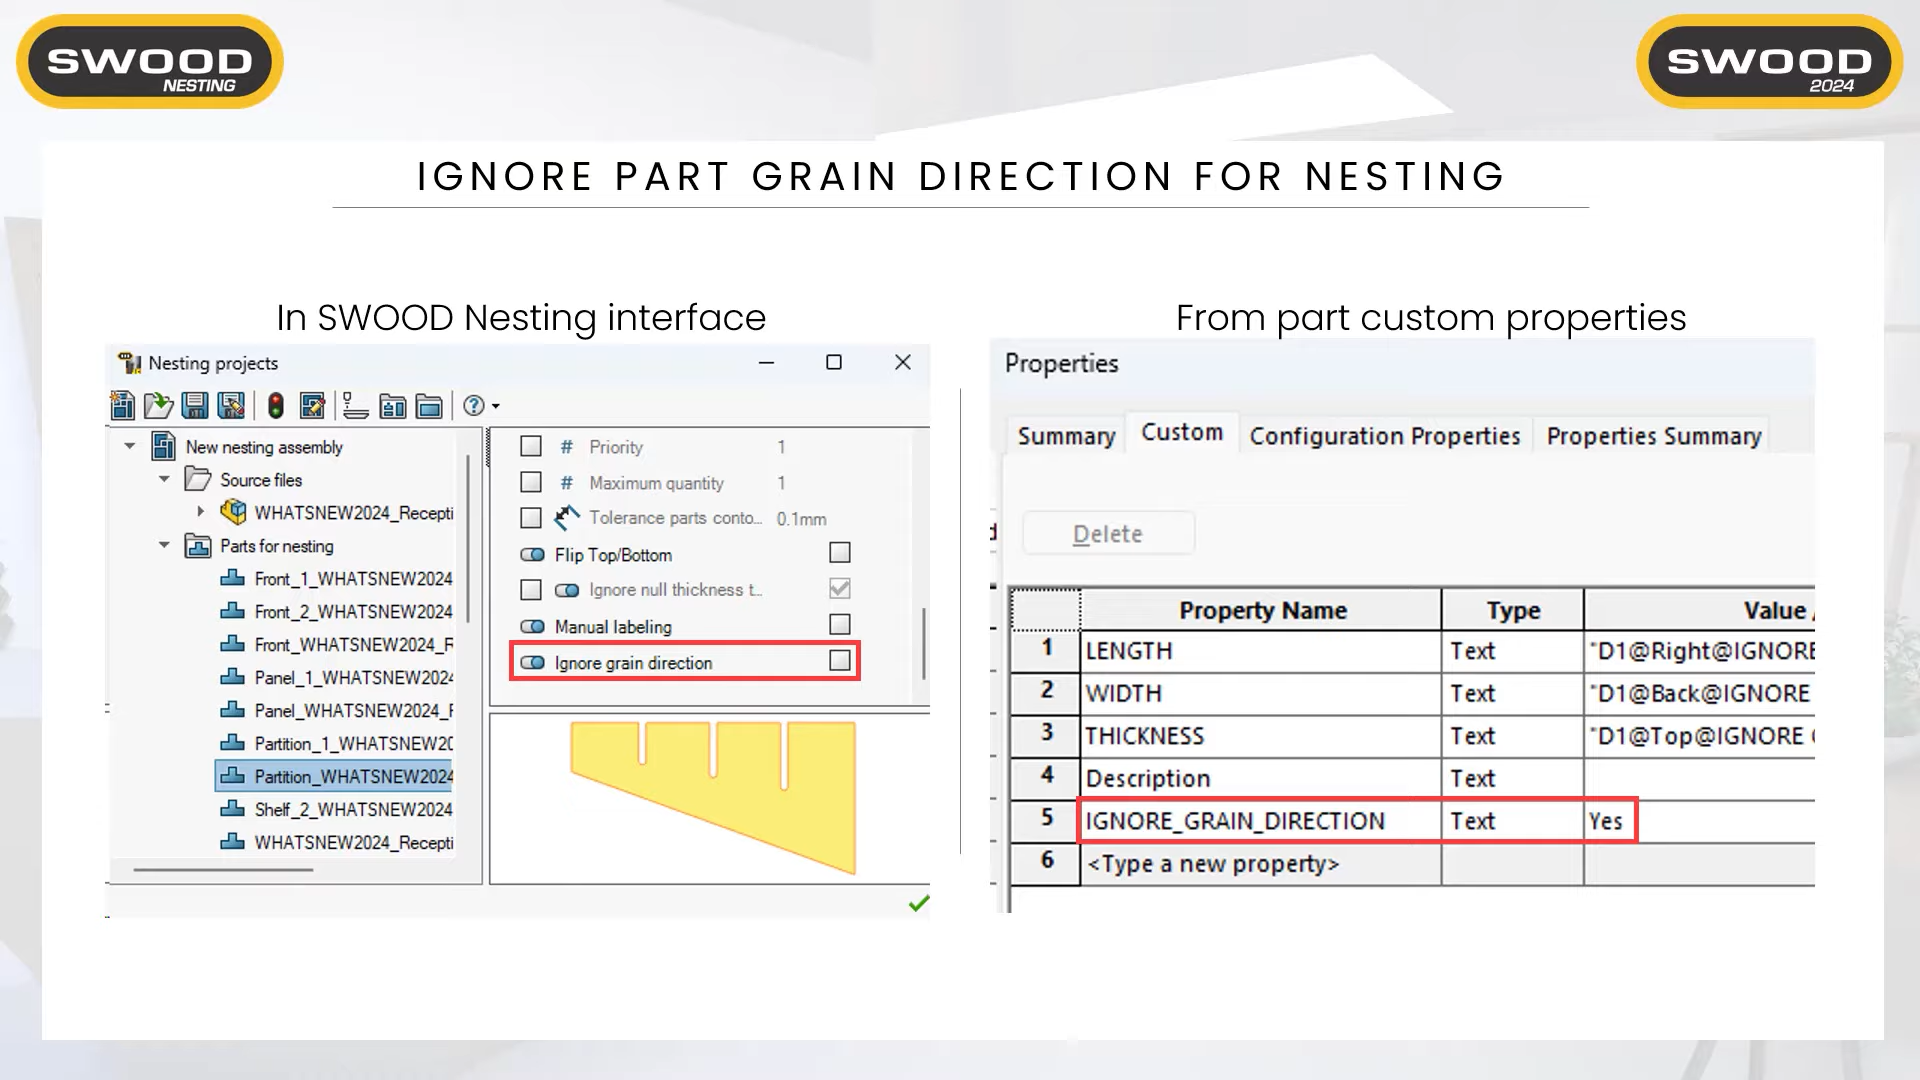 SWOOD
NESTING
SWOOD
2024
IGNORE PART GRAIN DIRECTION FOR NESTING
In SWOOD Nesting interface
Nesting projects
New nesting assembly
Source files
WHATSNEW2024_Recepti
Parts for nesting
Front_1_WHATSNEW2024
Front_2_WHATSNEW2024
Front_WHATSNEW2024_R
Panel_1_WHATSNEW2024
Panel_WHATSNEW2024_F
Partition_1_WHATSNEW20
Partition_WHATSNEW2024
Shelf_2_WHATSNEW2024
WHATSNEW2024_Recepti
# Priority 1
# Maximum quantity 1
Tolerance parts conto... 0.1mm
Flip Top/Bottom
Ignore null thickness t...
Manual labeling
Ignore grain direction
From part custom properties
Properties
Summary Custom Configuration Properties Properties Summary
Delete
Property Name Type Value /
1 LENGTH Text "D1@Right@IGNORE
2 WIDTH Text "D1@Back@IGNORE
3 THICKNESS Text "D1@Top@IGNORE
4 Description Text
5 IGNORE_GRAIN_DIRECTION Text Yes
6 <Type a new property>